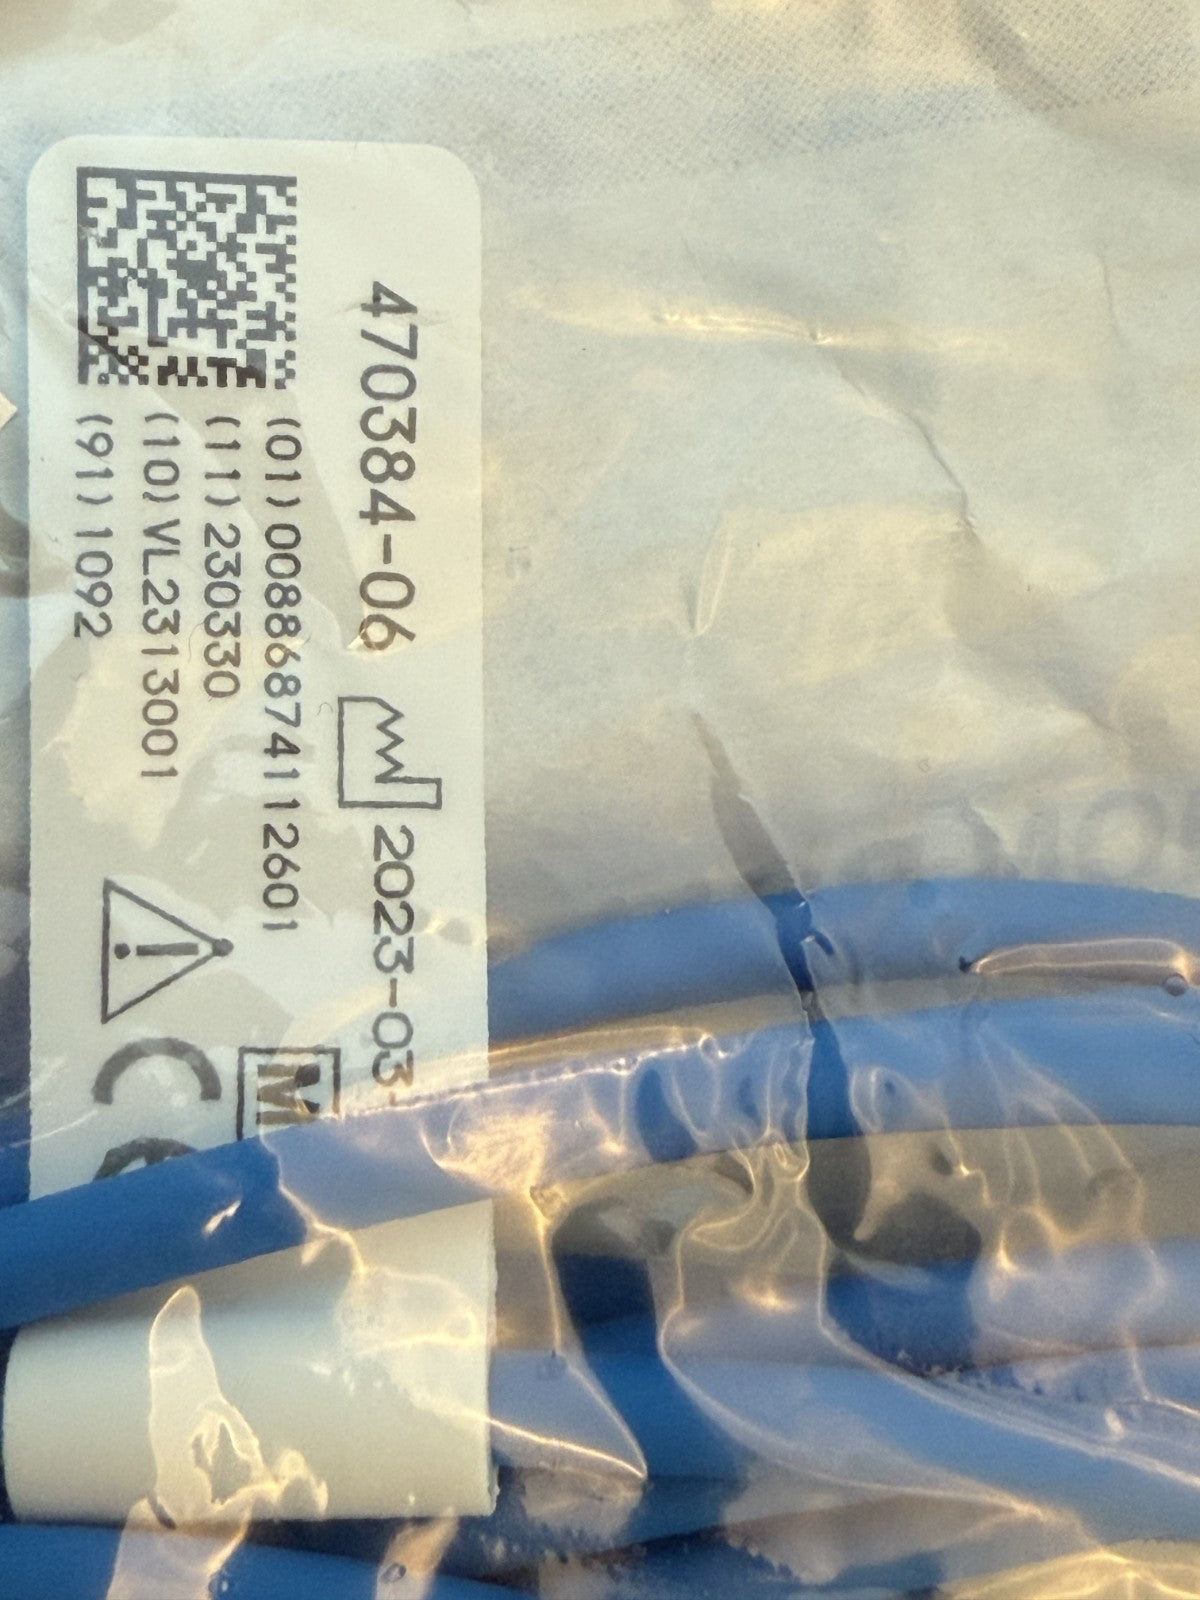 470384-06 2023-03-
(01)00886874112601
(11)230330
(10)VL2313001
(91)1092
M
C